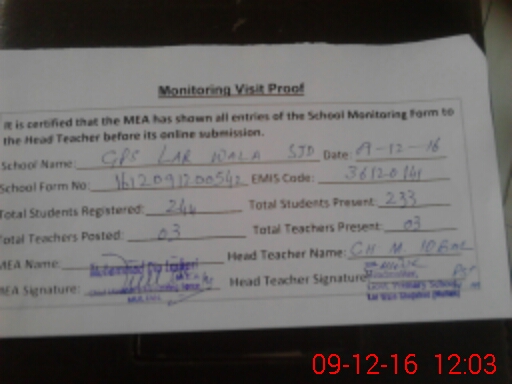 Monitoring Visit Proof
It is certified that the MEA has shown all entries of the School Monitoring Form to
the Head Teacher before its online submission.
School Name: GPS LAR WALA SJD Date: 09-12-16
School Form No: EMIS Code: 36120141
Total Students Registered: 244 Total Students Present: 233
Total Teachers Posted: 03 Total Teachers Present: 03
MEA Name: Head Teacher Name: CH M IQBAL
MEA Signature: Head Teacher Signature
Govt. Primary School
09-12-16 12:03